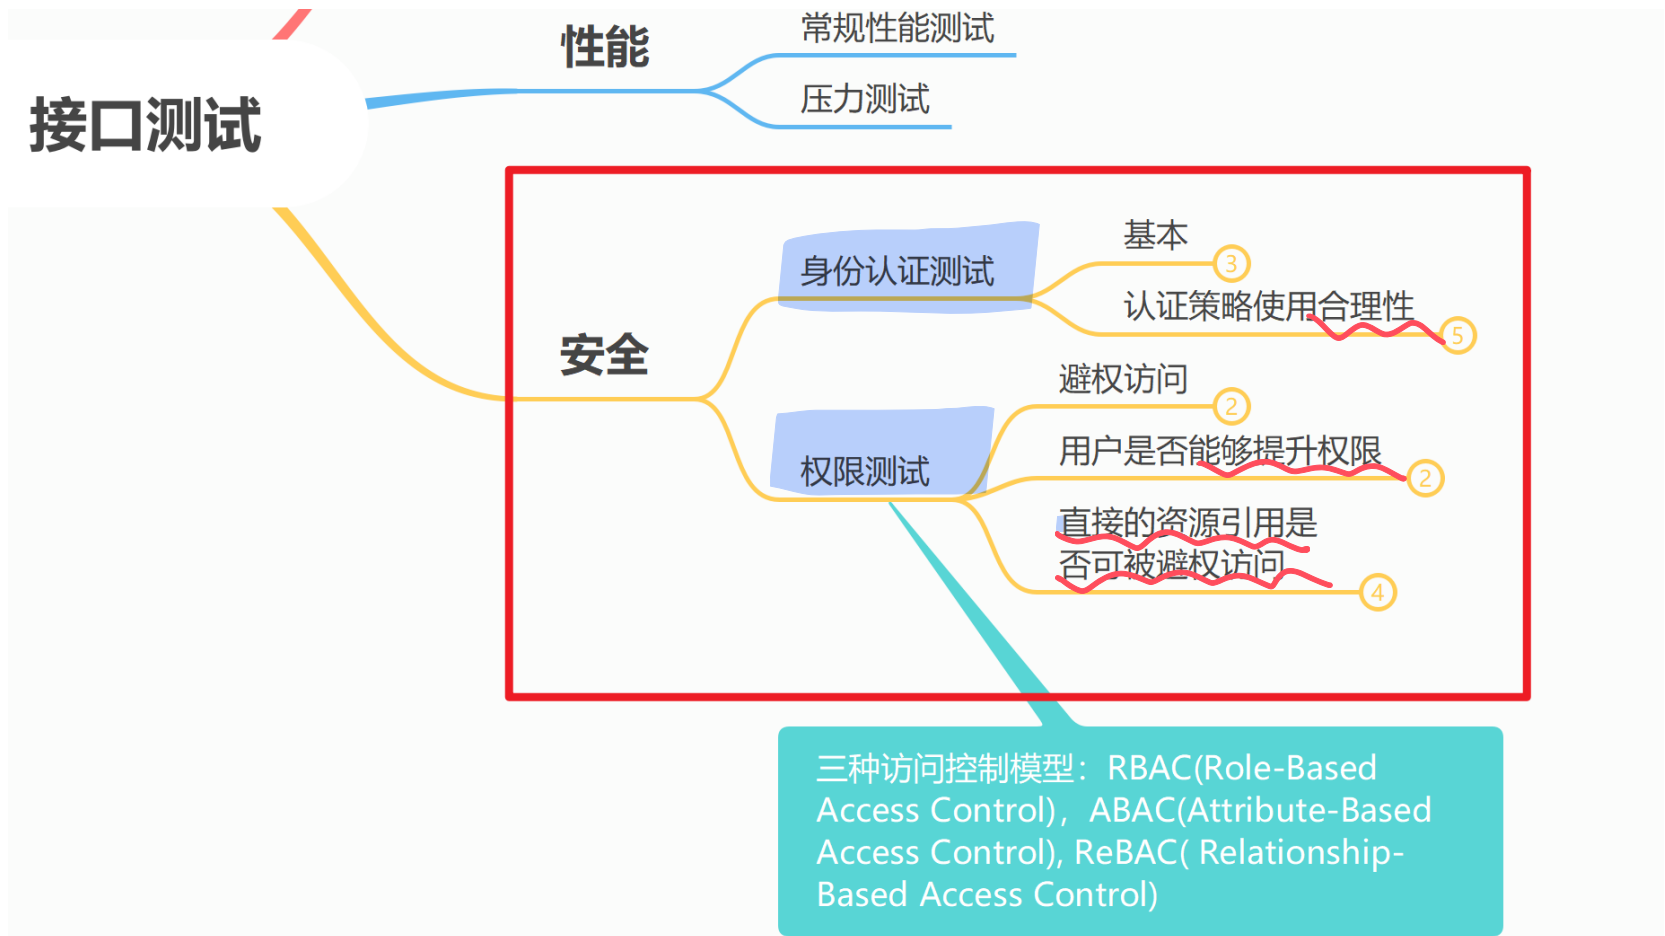 接口测试
性能
常规性能测试
压力测试
安全
身份认证测试
基本
3
认证策略使用合理性
5
权限测试
避权访问
2
用户是否能够提升权限
2
直接的资源引用是
否可被避权访问
4
三种访问控制模型：RBAC(Role-Based
Access Control)，ABAC(Attribute-Based
Access Control), ReBAC( Relationship-
Based Access Control)